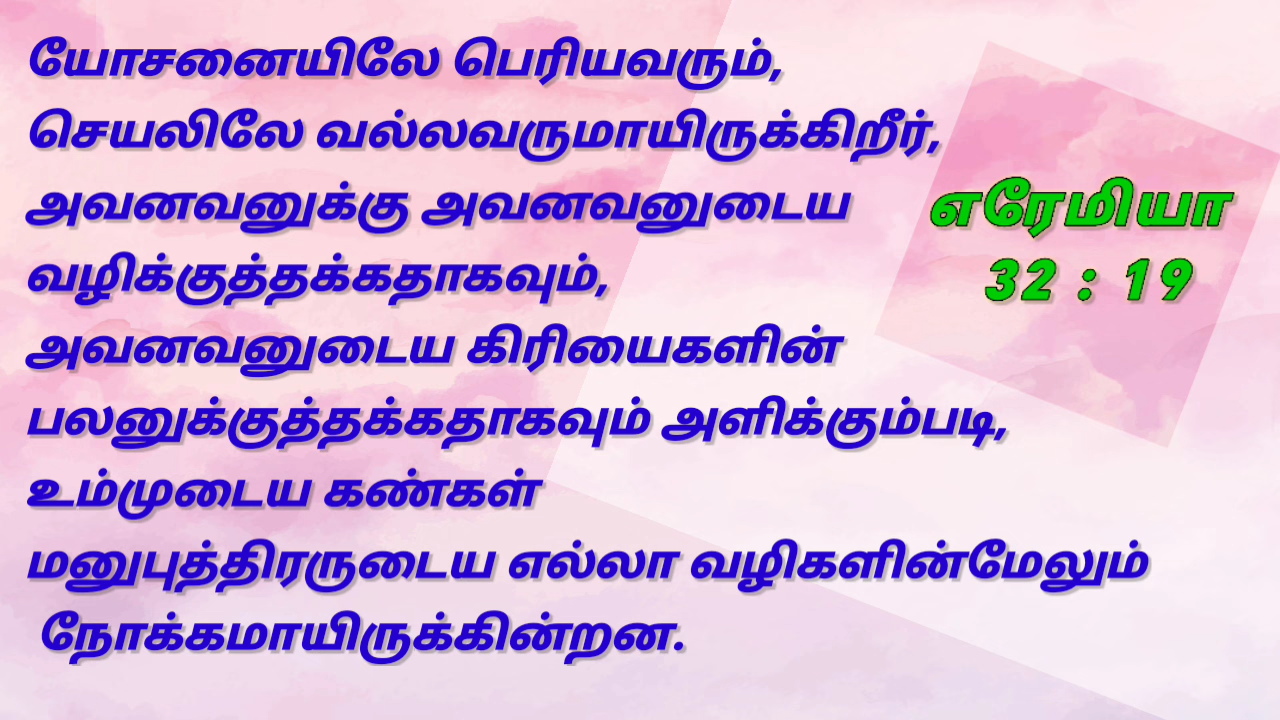 யோசனையிலே பெரியவரும்,
செயலிலே வல்லவருமாயிருக்கிறீர்,
அவனவனுக்கு அவனவனுடைய
வழிக்குத்தக்கதாகவும்,
அவனவனுடைய கிரியைகளின்
பலனுக்குத்தக்கதாகவும் அளிக்கும்படி,
உம்முடைய கண்கள்
மனுபுத்திரருடைய எல்லா வழிகளின்மேலும்
நோக்கமாயிருக்கின்றன.
எரேமியா
32 : 19